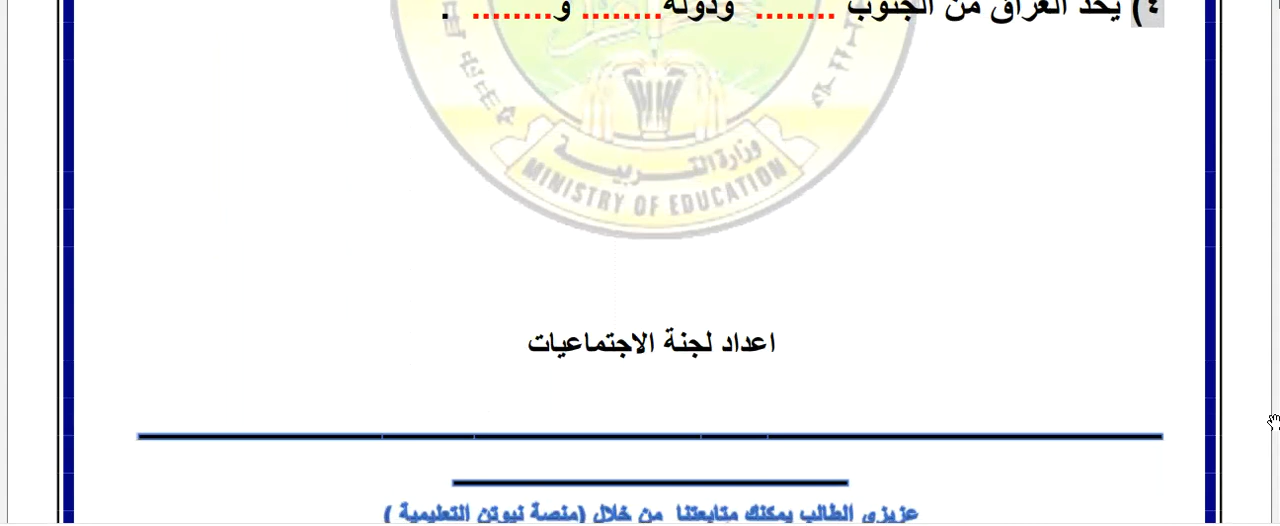 ٤) يحد العراق من الجنوب ........ ودولة........ و........ .
وزارة التـــربية
MINISTRY OF EDUCATION
اعداد لجنة الاجتماعيات
عزيزي الطالب يمكنك متابعتنا من خلال (منصة نيوتن التعليمية )